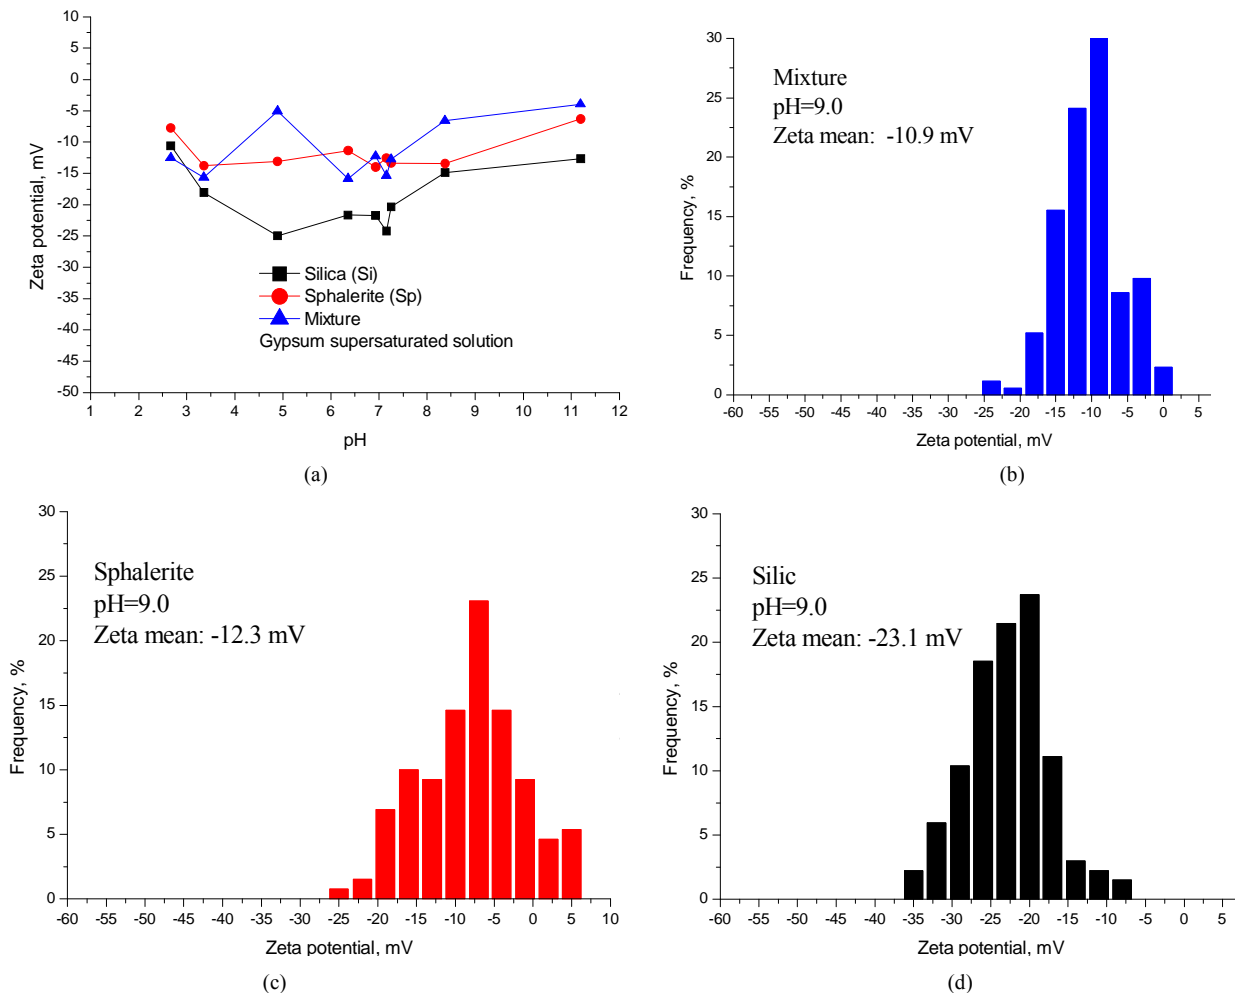 10
5
0
-5
-10
-15
-20
-25
-30
-35
-40
-45
-50
Zeta potential, mV
Silica (Si)
Sphalerite (Sp)
Mixture
Gypsum supersaturated solution
1 2 3 4 5 6 7 8 9 10 11 12
pH
(a)
30
25
20
15
10
5
0
Frequency, %
Mixture
pH=9.0
Zeta mean: -10.9 mV
-60 -55 -50 -45 -40 -35 -30 -25 -20 -15 -10 -5 0 5
Zeta potential, mV
(b)
30
25
20
15
10
5
0
Frequency, %
Sphalerite
pH=9.0
Zeta mean: -12.3 mV
-60 -55 -50 -45 -40 -35 -30 -25 -20 -15 -10 -5 0 5 10
Zeta potential, mV
(c)
30
25
20
15
10
5
0
Frequency, %
Silic
pH=9.0
Zeta mean: -23.1 mV
-60 -55 -50 -45 -40 -35 -30 -25 -20 -15 -10 -5 0 5
Zeta potential, mV
(d)